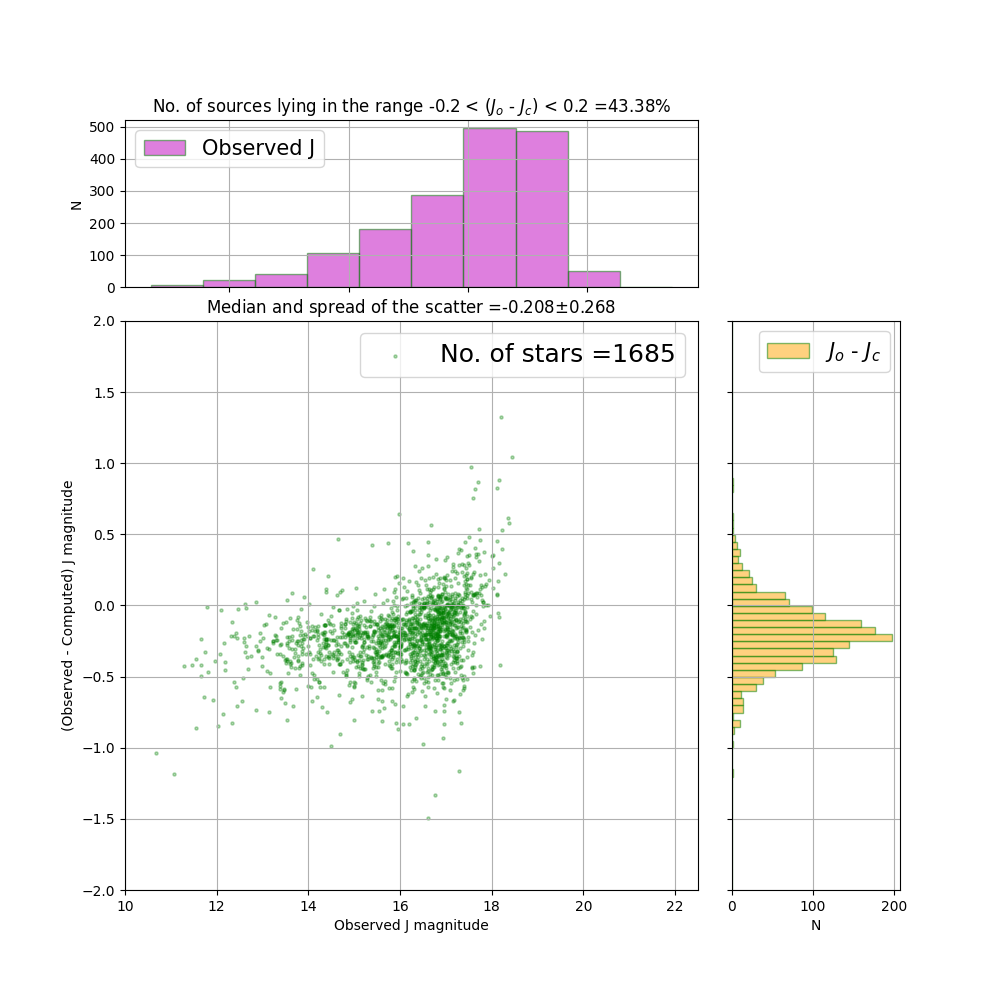 No. of sources lying in the range -0.2 < (J_o - J_c) < 0.2 =43.38%
500
400
300
200
100
0
N
Observed J
Median and spread of the scatter =-0.208±0.268
2.0
1.5
1.0
0.5
0.0
−0.5
−1.0
−1.5
−2.0
(Observed - Computed) J magnitude
No. of stars =1685
10 12 14 16 18 20 22
Observed J magnitude
J_o - J_c
0 100 200
N